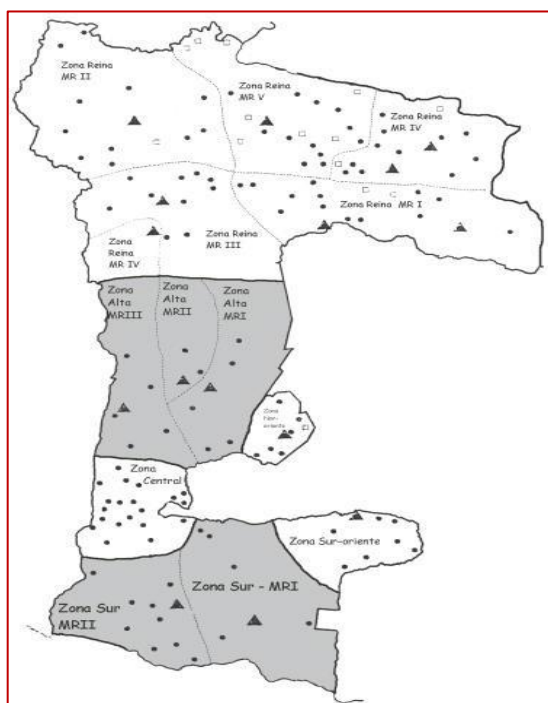 Zona Reina
MR II
Zona Reina
MR V
Zona Reina
MR IV
Zona Reina MR I
Zona Reina
MR III
Zona
Reina
MR IV
Zona
Alta
MRIII
Zona
Alta
MRII
Zona
Alta
MRI
Zona
Zona
Central
Zona Sur-oriente
Zona Sur - MRI
Zona Sur
MRII